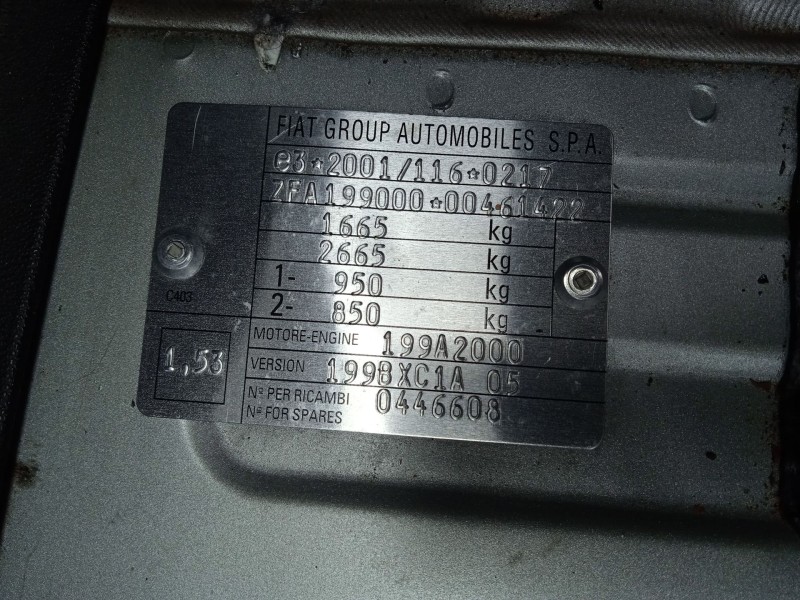 FIAT GROUP AUTOMOBILES S.P.A.
e3*2001/116*0217
ZFA199000*00461422
1665 kg
2665 kg
1- 950 kg
2- 850 kg
C403
MOTORE-ENGINE 199A2000
1,53
VERSION 199BXC1A 05
Nº PER RICAMBI
Nº FOR SPARES 0446608